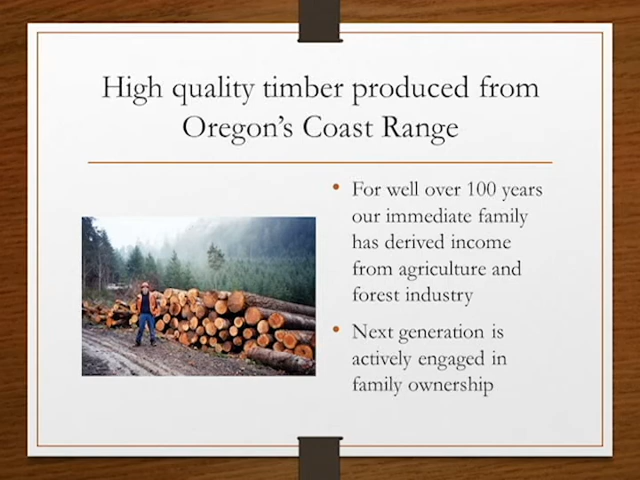 High quality timber produced from
Oregon's Coast Range
• For well over 100 years
our immediate family
has derived income
from agriculture and
forest industry
• Next generation is
actively engaged in
family ownership